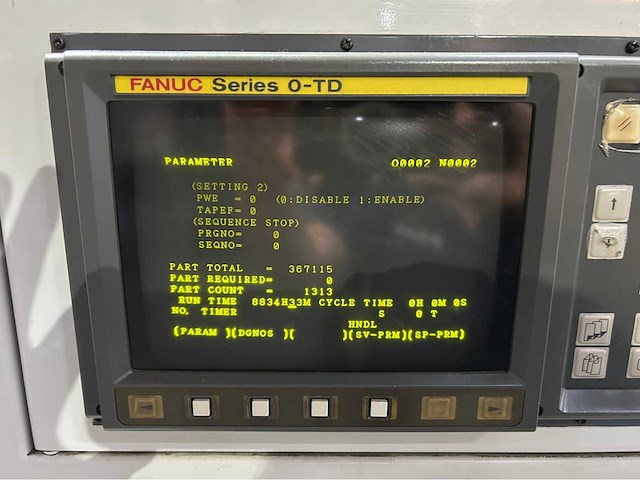 FANUC Series 0-TD
PARAMETER O0002 N0002
(SETTING 2)
PWE = 0 (0:DISABLE 1:ENABLE)
TAPEF= 0
(SEQUENCE STOP)
PRGNO= 0
SEQNO= 0
PART TOTAL = 367115
PART REQUIRED= 0
PART COUNT = 1313
RUN TIME 8834H33M CYCLE TIME 0H 0M 0S
NO. TIMER S 0 T
HNDL
(PARAM )(DGNOS )( )(SV-PRM)(SP-PRM)